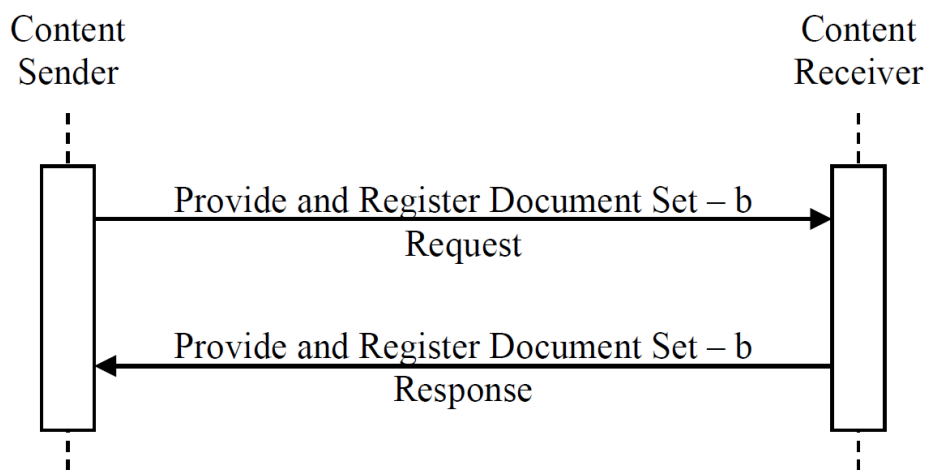 Content
Sender
Content
Receiver
Provide and Register Document Set – b
Request
Provide and Register Document Set – b
Response